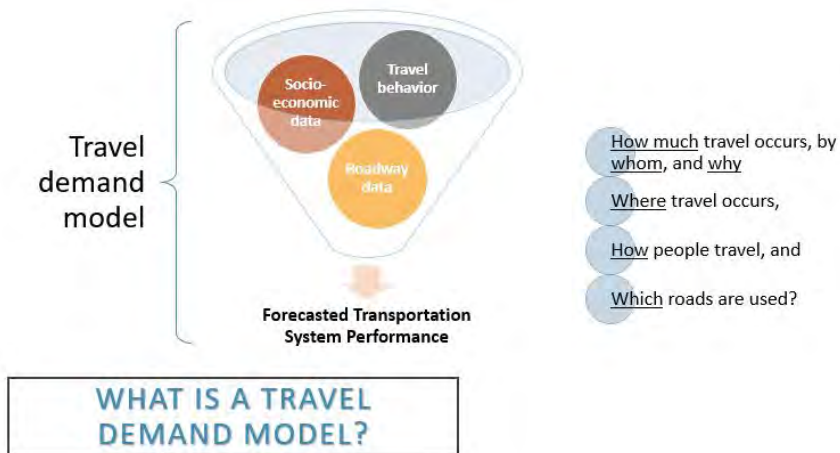 Travel
demand
model
Socio-
economic
data
Travel
behavior
Roadway
data
Forecasted Transportation
System Performance
How much travel occurs, by
whom, and why
Where travel occurs,
How people travel, and
Which roads are used?
WHAT IS A TRAVEL
DEMAND MODEL?